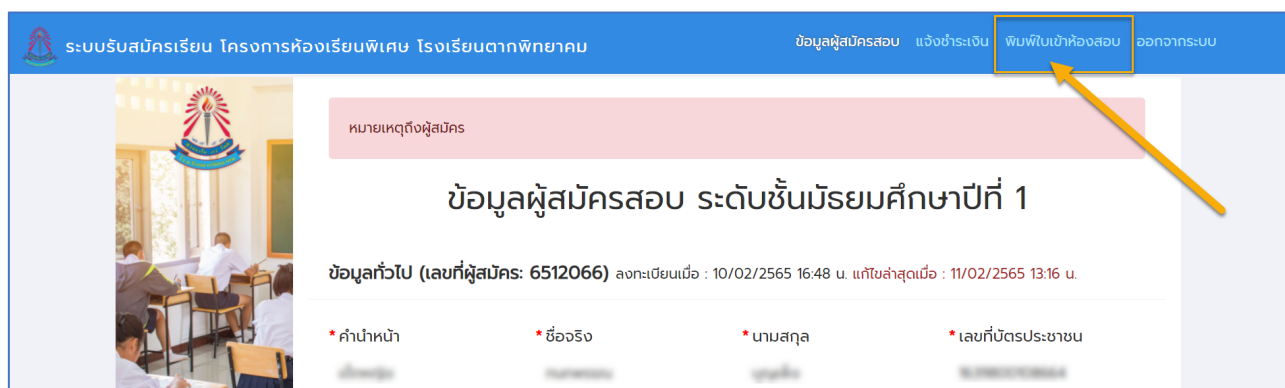 ระบบรับสมัครเรียน โครงการห้องเรียนพิเศษ โรงเรียนตากพิทยาคม
ข้อมูลผู้สมัครสอบ แจ้งชำระเงิน พิมพ์ใบเข้าห้องสอบ ออกจากระบบ
หมายเหตุถึงผู้สมัคร
ข้อมูลผู้สมัครสอบ ระดับชั้นมัธยมศึกษาปีที่ 1
ข้อมูลทั่วไป (เลขที่ผู้สมัคร: 6512066) ลงทะเบียนเมื่อ : 10/02/2565 16:48 น. แก้ไขล่าสุดเมื่อ : 11/02/2565 13:16 น.
* คำนำหน้า * ชื่อจริง * นามสกุล * เลขที่บัตรประชาชน